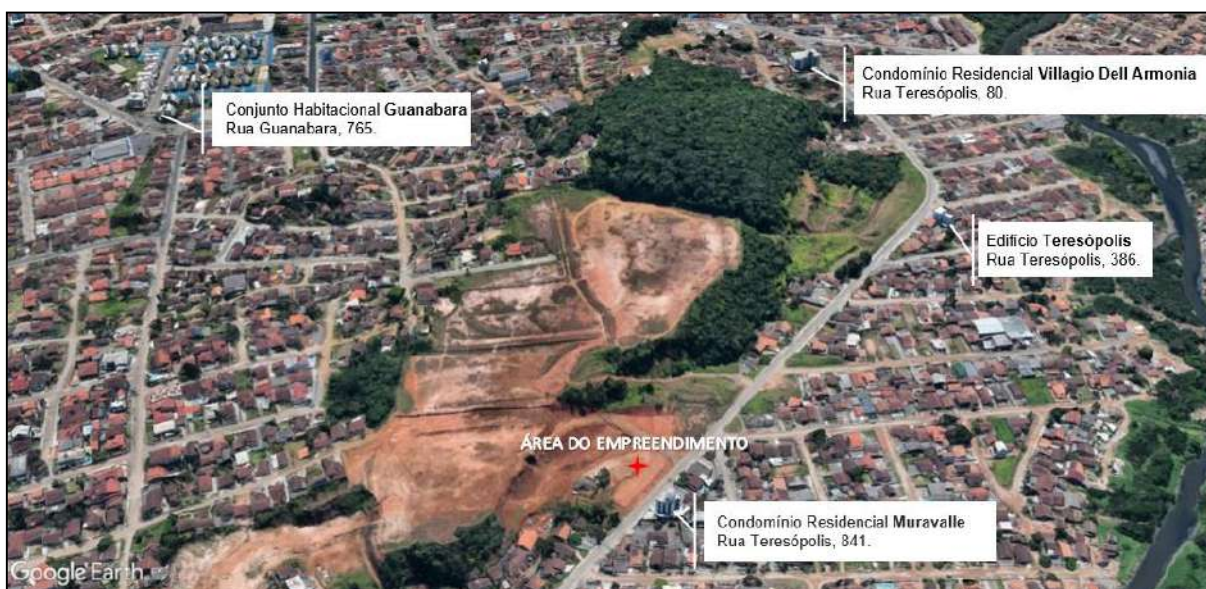 Condomínio Residencial Villagio Dell Armonia
Rua Teresópolis, 80.
Conjunto Habitacional Guanabara
Rua Guanabara, 765.
Edificio Teresópolis
Rua Teresópolis, 386.
ÁREA DO EMPREENDIMENTO
Condomínio Residencial Muravalle
Rua Teresópolis, 841.
Google Earth